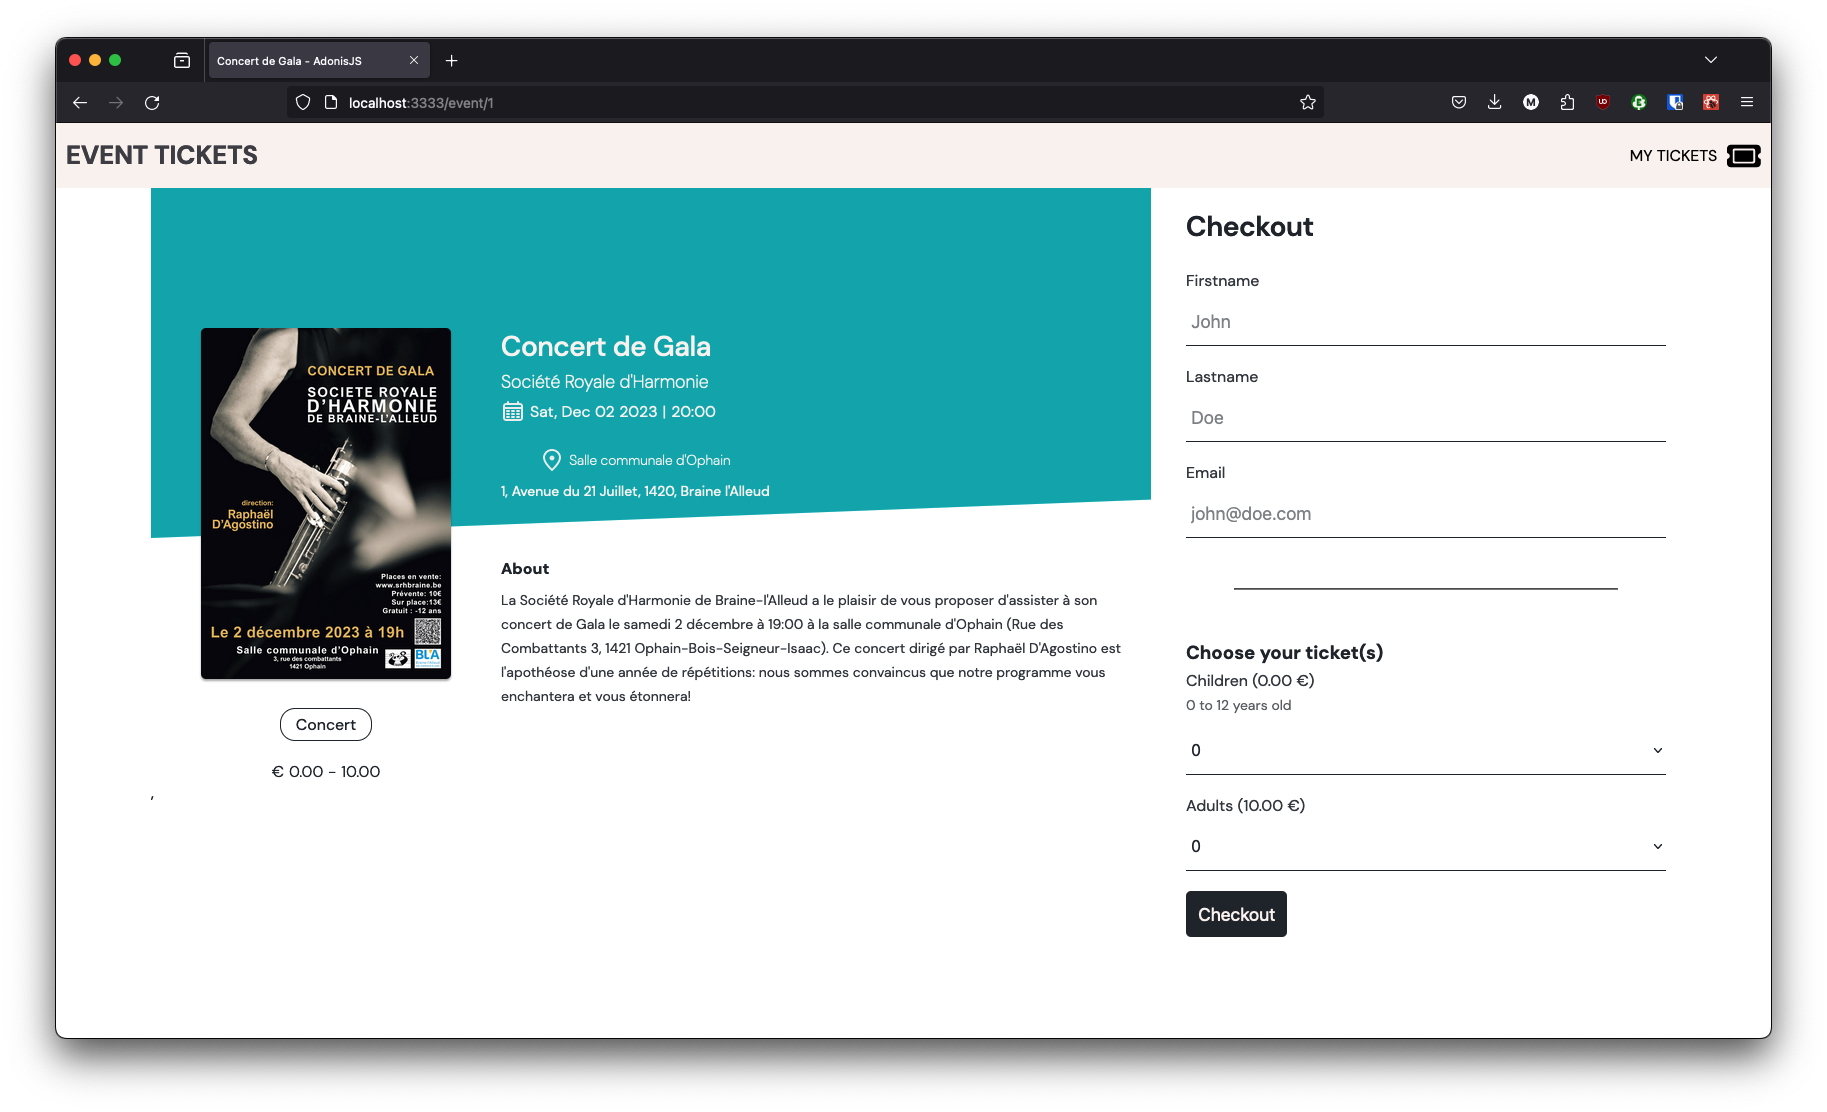 Concert de Gala - AdonisJS
localhost:3333/event/1
EVENT TICKETS
MY TICKETS
CONCERT DE GALA
SOCIETE ROYALE
D'HARMONIE
DE BRAINE-L'ALLEUD
direction:
Raphaël
D'Agostino
Places en vente:
www.srhbraine.be
Prévente: 10€
Sur place:13€
Gratuit : -12 ans
Le 2 décembre 2023 à 19h
Salle communale d'Ophain
3, rue des combattants
1421 Ophain
BLA
Concert
€ 0.00 - 10.00
,
Concert de Gala
Société Royale d'Harmonie
Sat, Dec 02 2023 | 20:00
Salle communale d'Ophain
1, Avenue du 21 Juillet, 1420, Braine l'Alleud
About
La Société Royale d'Harmonie de Braine-l'Alleud a le plaisir de vous proposer d'assister à son
concert de Gala le samedi 2 décembre à 19:00 à la salle communale d'Ophain (Rue des
Combattants 3, 1421 Ophain-Bois-Seigneur-Isaac). Ce concert dirigé par Raphaël D'Agostino est
l'apothéose d'une année de répétitions: nous sommes convaincus que notre programme vous
enchantera et vous étonnera!
Checkout
Firstname
John
Lastname
Doe
Email
john@doe.com
Choose your ticket(s)
Children (0.00 €)
0 to 12 years old
0
Adults (10.00 €)
0
Checkout